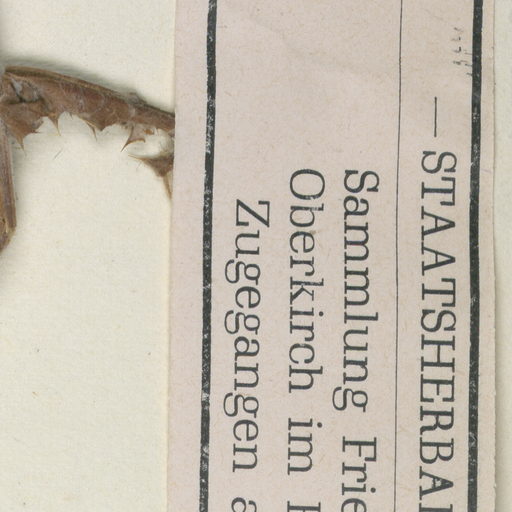 — STAATSHERBA
Sammlung Frie
Oberkirch im
Zugegangen a